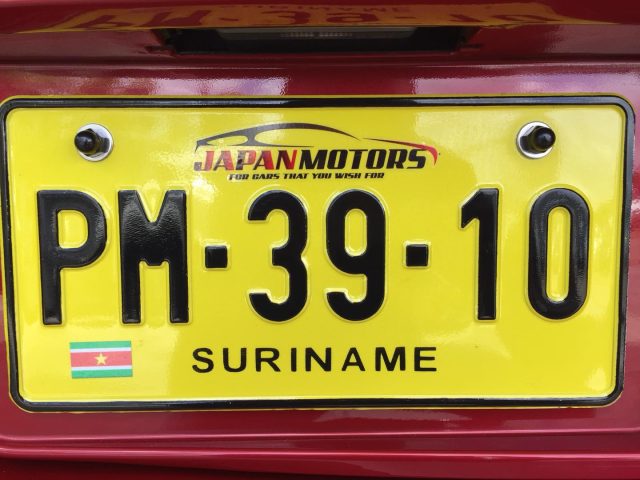 JAPANMOTORS
FOR CARS THAT YOU WISH FOR
PM·39·10
SURINAME